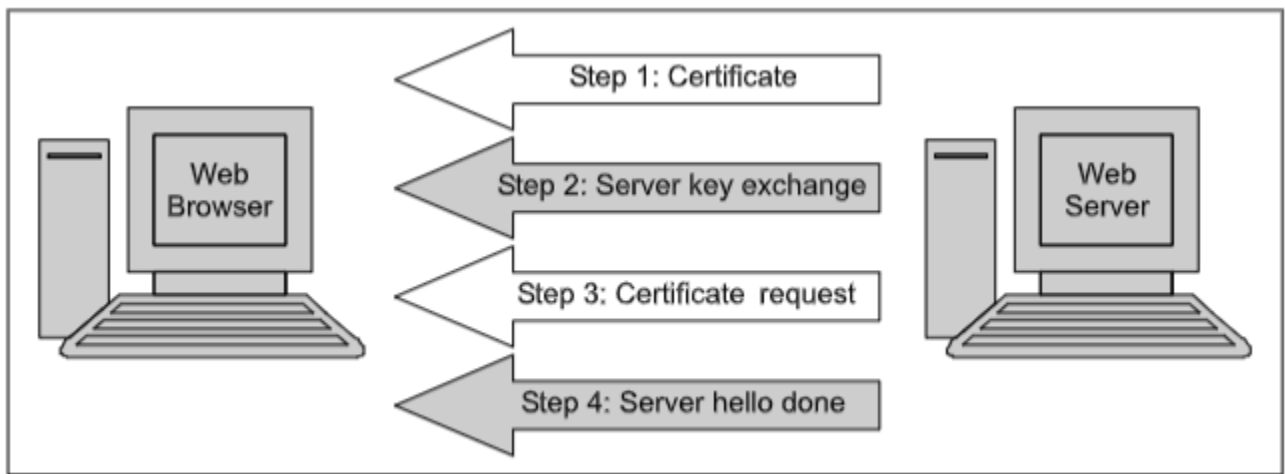 Step 1: Certificate
Web
Browser
Step 2: Server key exchange
Web
Server
Step 3: Certificate request
Step 4: Server hello done